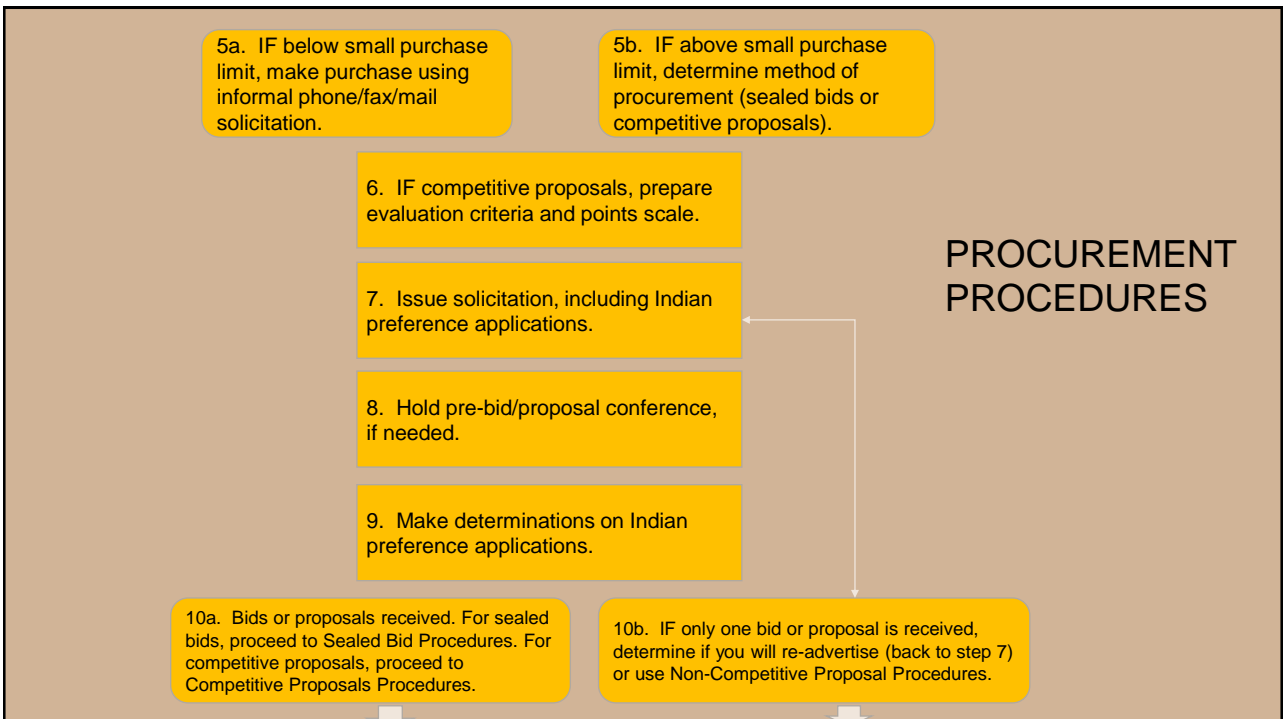 5a.  IF below small purchase
limit, make purchase using
informal phone/fax/mail
solicitation.
5b.  IF above small purchase
limit, determine method of
procurement (sealed bids or
competitive proposals).
6.  IF competitive proposals, prepare
evaluation criteria and points scale.
PROCUREMENT
PROCEDURES
7.  Issue solicitation, including Indian
preference applications.
8.  Hold pre-bid/proposal conference,
if needed.
9.  Make determinations on Indian
preference applications.
10a.  Bids or proposals received. For sealed
bids, proceed to Sealed Bid Procedures. For
competitive proposals, proceed to
Competitive Proposals Procedures.
10b.  IF only one bid or proposal is received,
determine if you will re-advertise (back to step 7)
or use Non-Competitive Proposal Procedures.